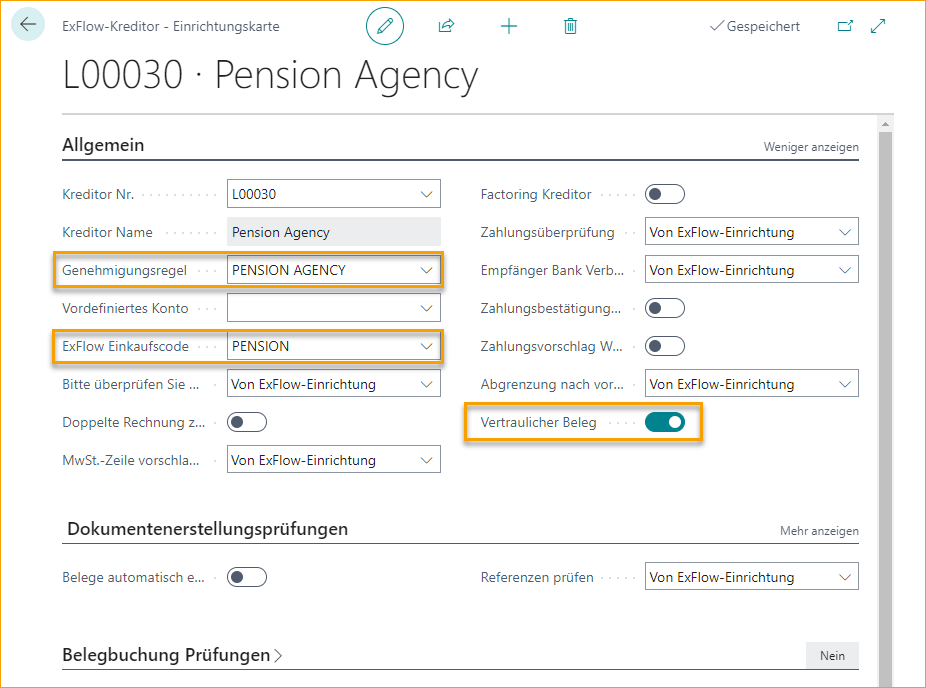 ExFlow-Kreditor - Einrichtungskarte
Gespeichert
L00030 · Pension Agency
Allgemein
Weniger anzeigen
Kreditor Nr. L00030
Factoring Kreditor
Kreditor Name Pension Agency
Zahlungsüberprüfung Von ExFlow-Einrichtung
Genehmigungsregel PENSION AGENCY
Empfänger Bank Verb... Von ExFlow-Einrichtung
Vordefiniertes Konto
Zahlungsbestätigung...
ExFlow Einkaufscode PENSION
Zahlungsvorschlag W...
Bitte überprüfen Sie ... Von ExFlow-Einrichtung
Abgrenzung nach vor... Von ExFlow-Einrichtung
Doppelte Rechnung z...
Vertraulicher Beleg
MwSt.-Zeile vorschla... Von ExFlow-Einrichtung
Dokumentenerstellungsprüfungen
Mehr anzeigen
Belege automatisch e...
Referenzen prüfen Von ExFlow-Einrichtung
Belegbuchung Prüfungen
Nein